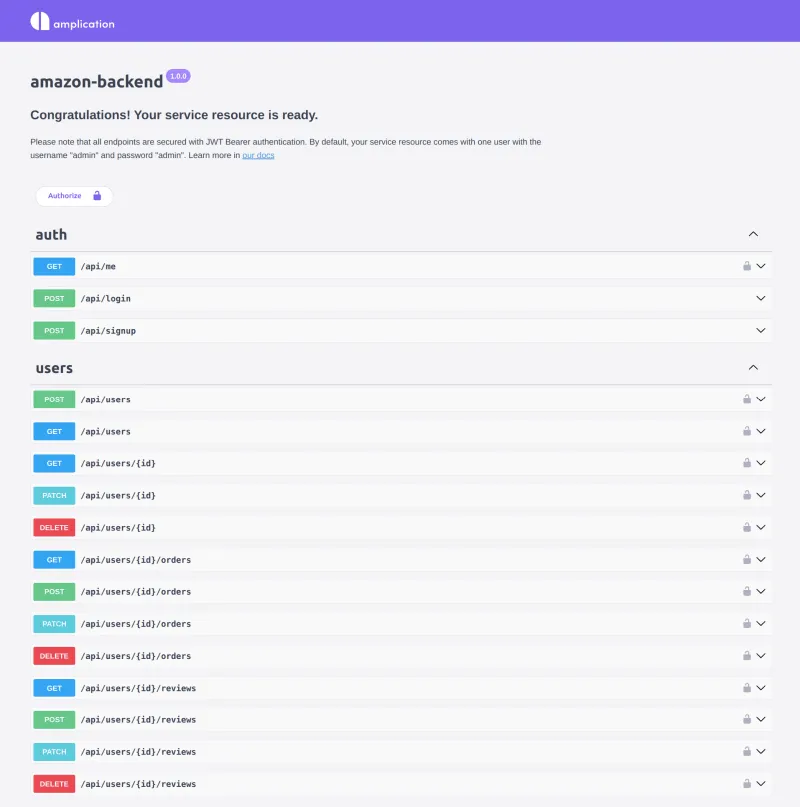 amplication
amazon-backend 1.0.0
Congratulations! Your service resource is ready.
Please note that all endpoints are secured with JWT Bearer authentication. By default, your service resource comes with one user with the
username "admin" and password "admin". Learn more in our docs
Authorize
auth
GET /api/me
POST /api/login
POST /api/signup
users
POST /api/users
GET /api/users
GET /api/users/{id}
PATCH /api/users/{id}
DELETE /api/users/{id}
GET /api/users/{id}/orders
POST /api/users/{id}/orders
PATCH /api/users/{id}/orders
DELETE /api/users/{id}/orders
GET /api/users/{id}/reviews
POST /api/users/{id}/reviews
PATCH /api/users/{id}/reviews
DELETE /api/users/{id}/reviews